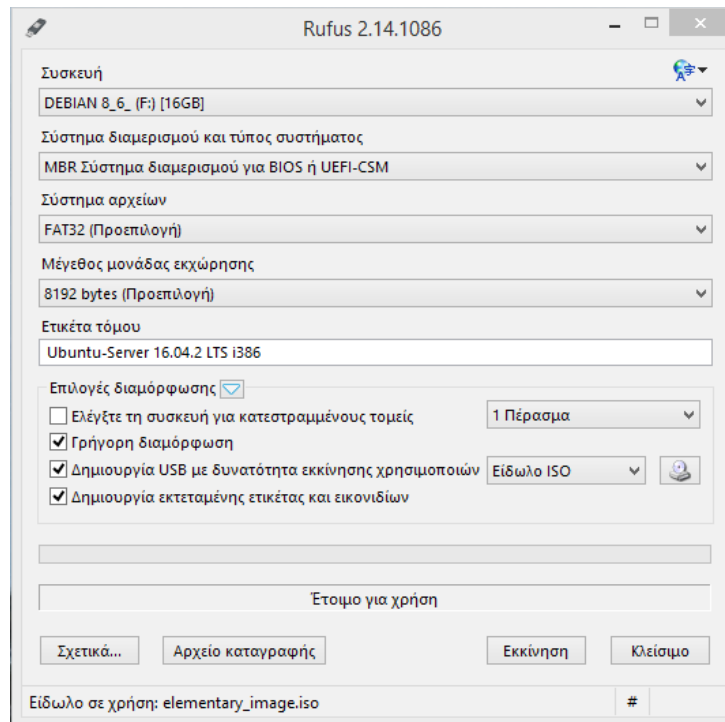 Rufus 2.14.1086
Συσκευή
DEBIAN 8_6_ (F:) [16GB]
Σύστημα διαμερισμού και τύπος συστήματος
MBR Σύστημα διαμερισμού για BIOS ή UEFI-CSM
Σύστημα αρχείων
FAT32 (Προεπιλογή)
Μέγεθος μονάδας εκχώρησης
8192 bytes (Προεπιλογή)
Ετικέτα τόμου
Ubuntu-Server 16.04.2 LTS i386
Επιλογές διαμόρφωσης
Ελέγξτε τη συσκευή για κατεστραμμένους τομείς 1 Πέρασμα
Γρήγορη διαμόρφωση
Δημιουργία USB με δυνατότητα εκκίνησης χρησιμοποιών Είδωλο ISO
Δημιουργία εκτεταμένης ετικέτας και εικονιδίων
Έτοιμο για χρήση
Σχετικά... Αρχείο καταγραφής Εκκίνηση Κλείσιμο
Είδωλο σε χρήση: elementary_image.iso #